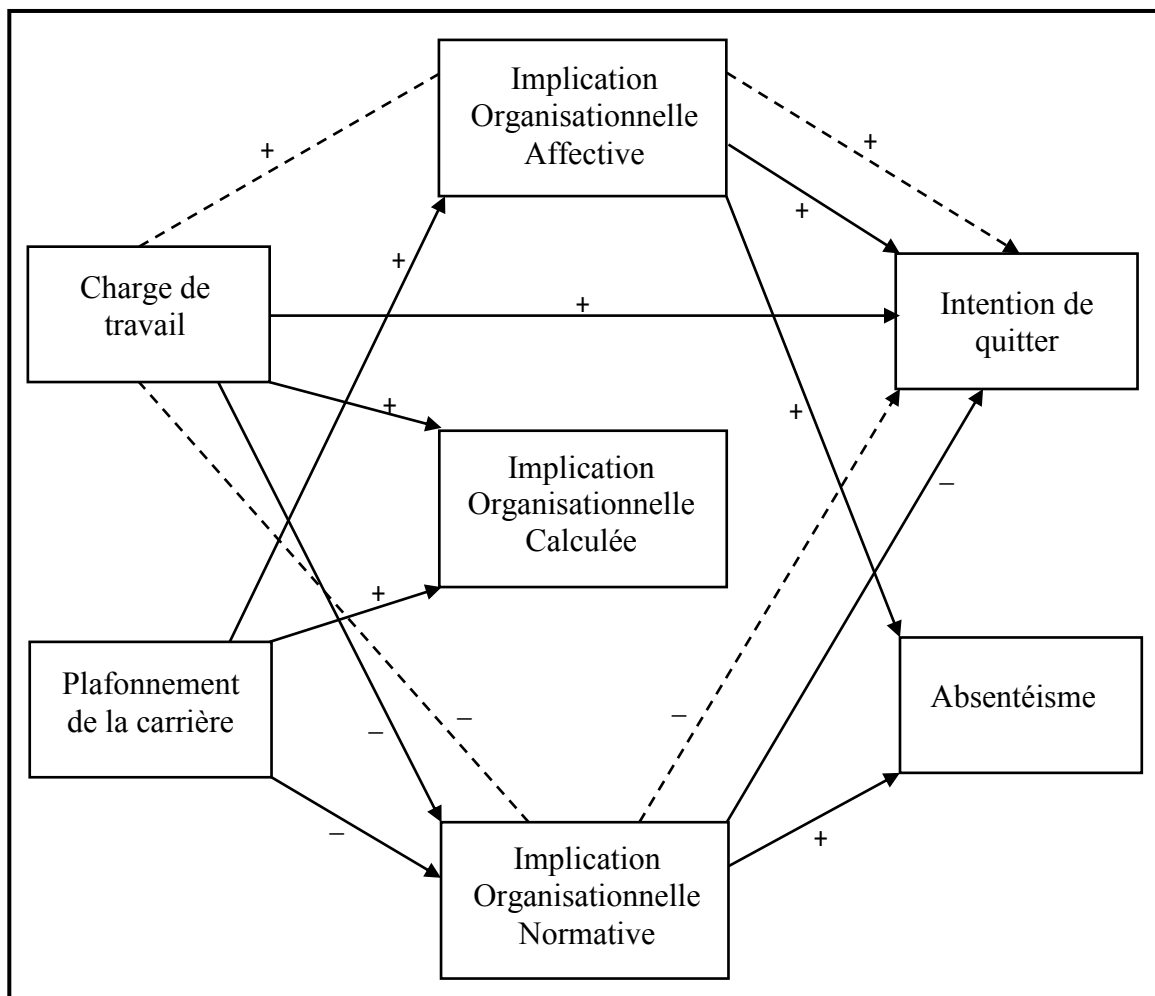 Implication
Organisationnelle
Affective
+
+
+
+
Charge de
travail
+
Intention de
quitter
+
+
Implication
Organisationnelle
Calculée
–
+
Plafonnement
de la carrière
Absentéisme
–
–
–
–
+
Implication
Organisationnelle
Normative